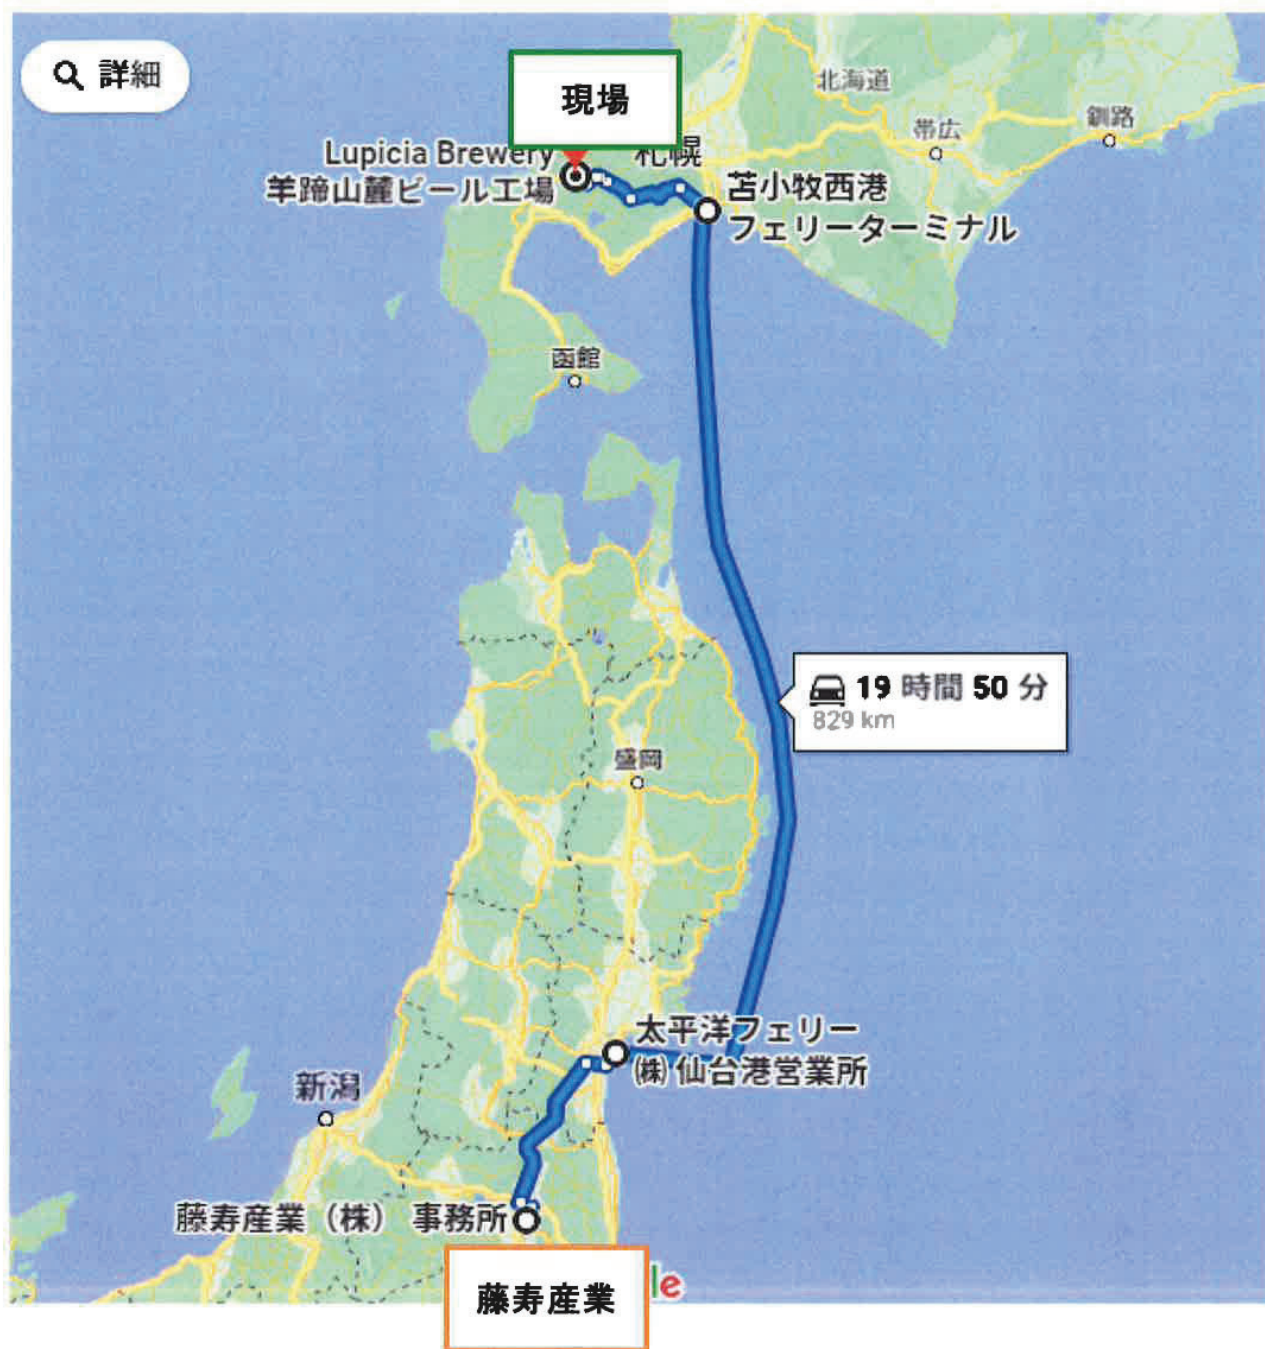 詳細
現場
北海道
帯広
釧路
Lupicia Brewery
羊蹄山麓ビール工場
札幌
苫小牧西港
フェリーターミナル
函館
19 時間 50 分
829 km
盛岡
太平洋フェリー
㈱仙台港営業所
新潟
藤寿産業（株） 事務所
藤寿産業
le